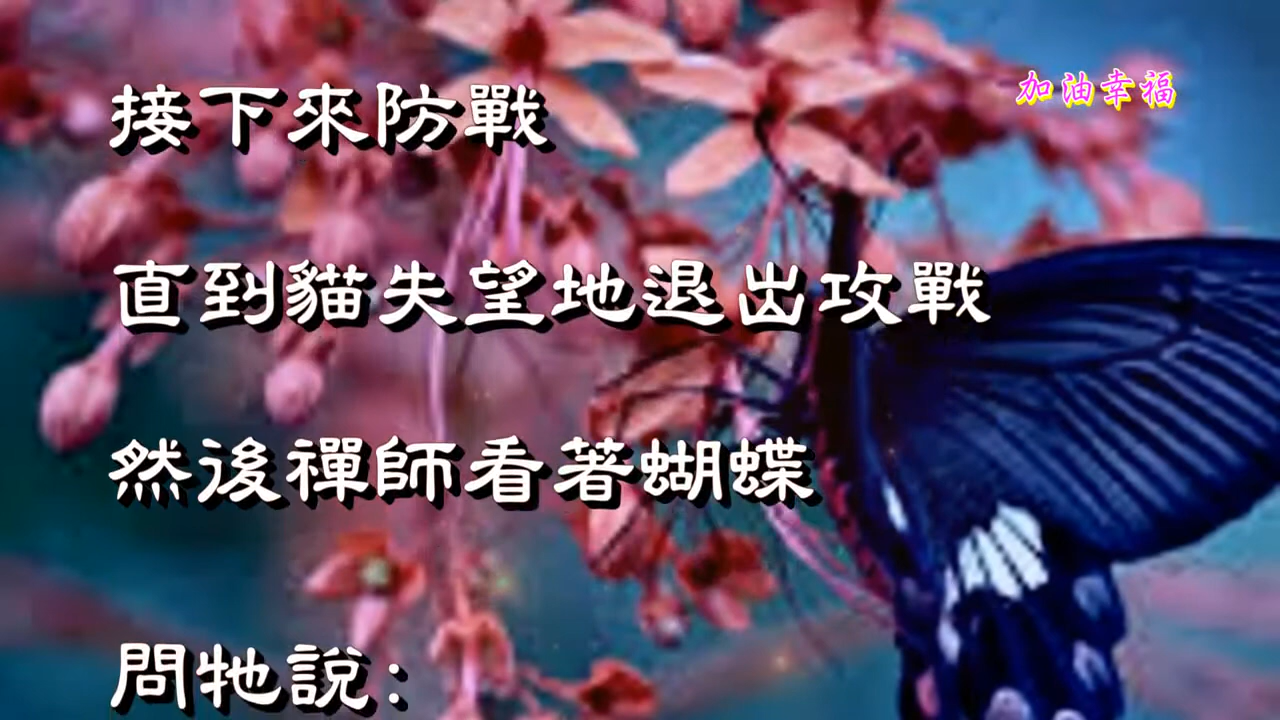 加油幸福
接下來防戰
直到貓失望地退出攻戰
然後禪師看著蝴蝶
問牠說：